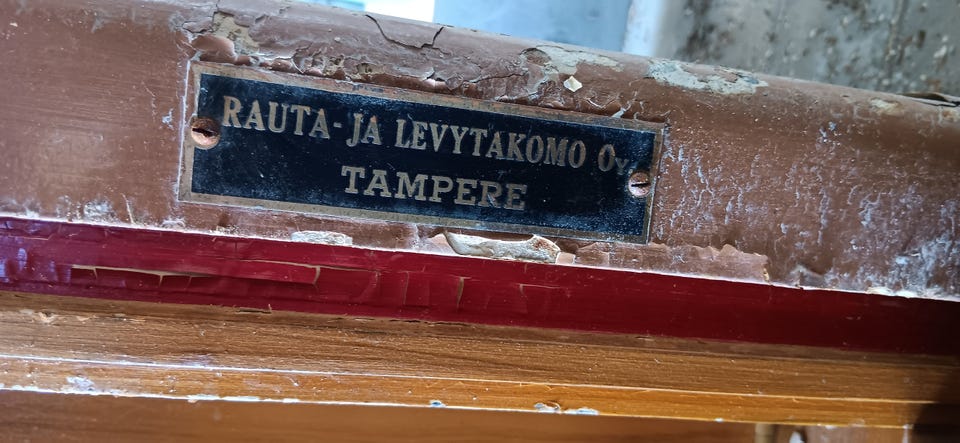 RAUTA- JA LEVYTAKOMO Oy.
TAMPERE